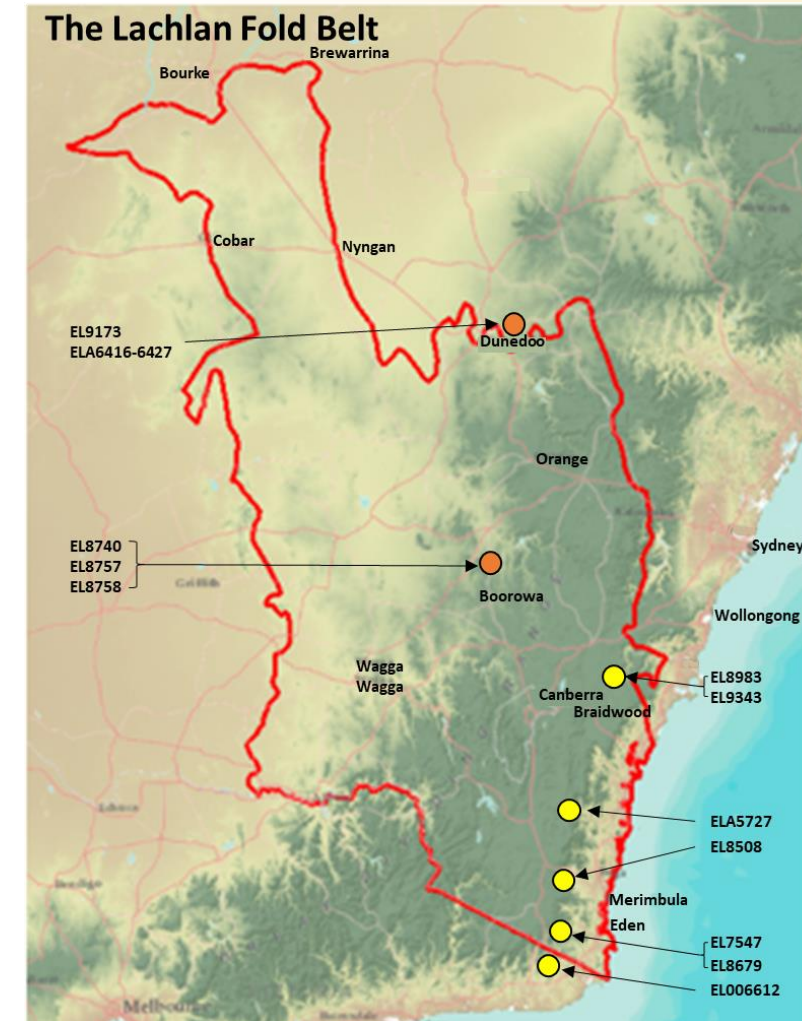 The Lachlan Fold Belt
Brewarrina
Bourke
Cobar
Nyngan
EL9173
ELA6416-6427
Dunedoo
Orange
EL8740
EL8757
EL8758
Griffith
Boorowa
Sydney
Wollongong
Wagga
Wagga
EL8983
EL9343
Canberra
Braidwood
ELA5727
EL8508
Merimbula
Eden
EL7547
EL8679
EL006612
Melbourne